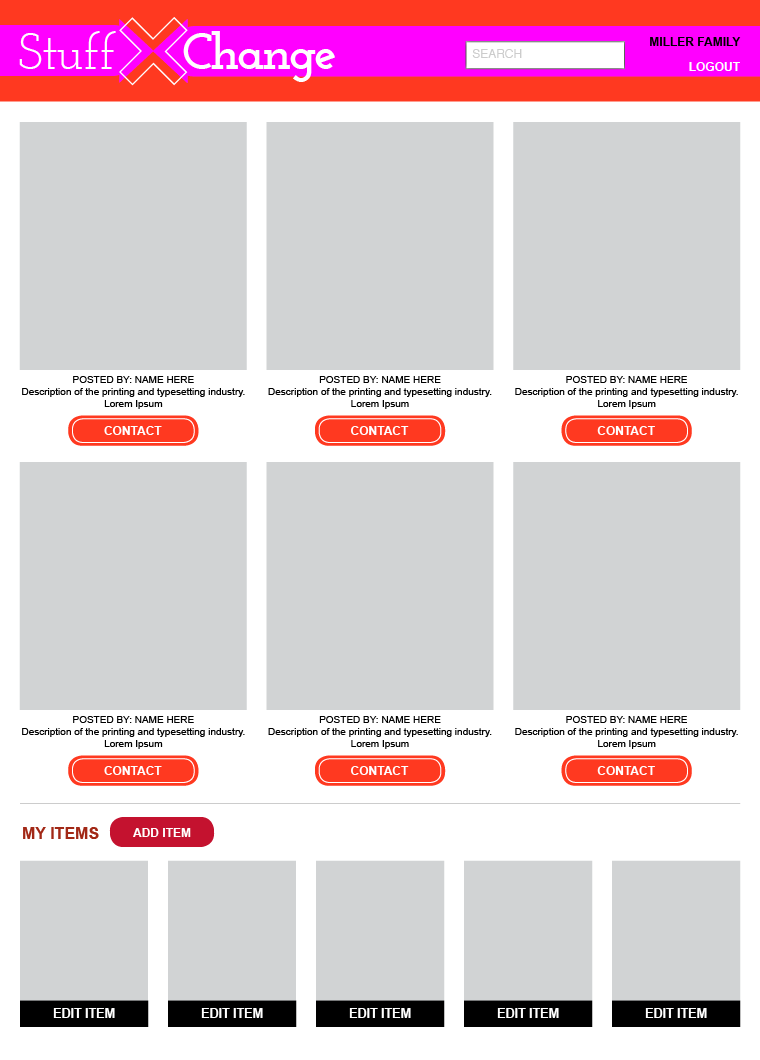 Stuff X Change
SEARCH
MILLER FAMILY
LOGOUT
POSTED BY: NAME HERE
Description of the printing and typesetting industry.
Lorem Ipsum
CONTACT
POSTED BY: NAME HERE
Description of the printing and typesetting industry.
Lorem Ipsum
CONTACT
POSTED BY: NAME HERE
Description of the printing and typesetting industry.
Lorem Ipsum
CONTACT
POSTED BY: NAME HERE
Description of the printing and typesetting industry.
Lorem Ipsum
CONTACT
POSTED BY: NAME HERE
Description of the printing and typesetting industry.
Lorem Ipsum
CONTACT
POSTED BY: NAME HERE
Description of the printing and typesetting industry.
Lorem Ipsum
CONTACT
MY ITEMS
ADD ITEM
EDIT ITEM
EDIT ITEM
EDIT ITEM
EDIT ITEM
EDIT ITEM